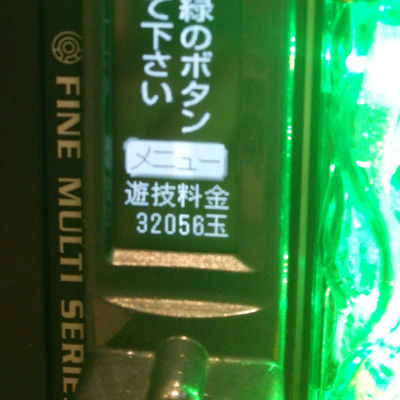 緑のボタン
て下さい
メニュー
遊技料金
32056玉
FINE MULTI SERIE